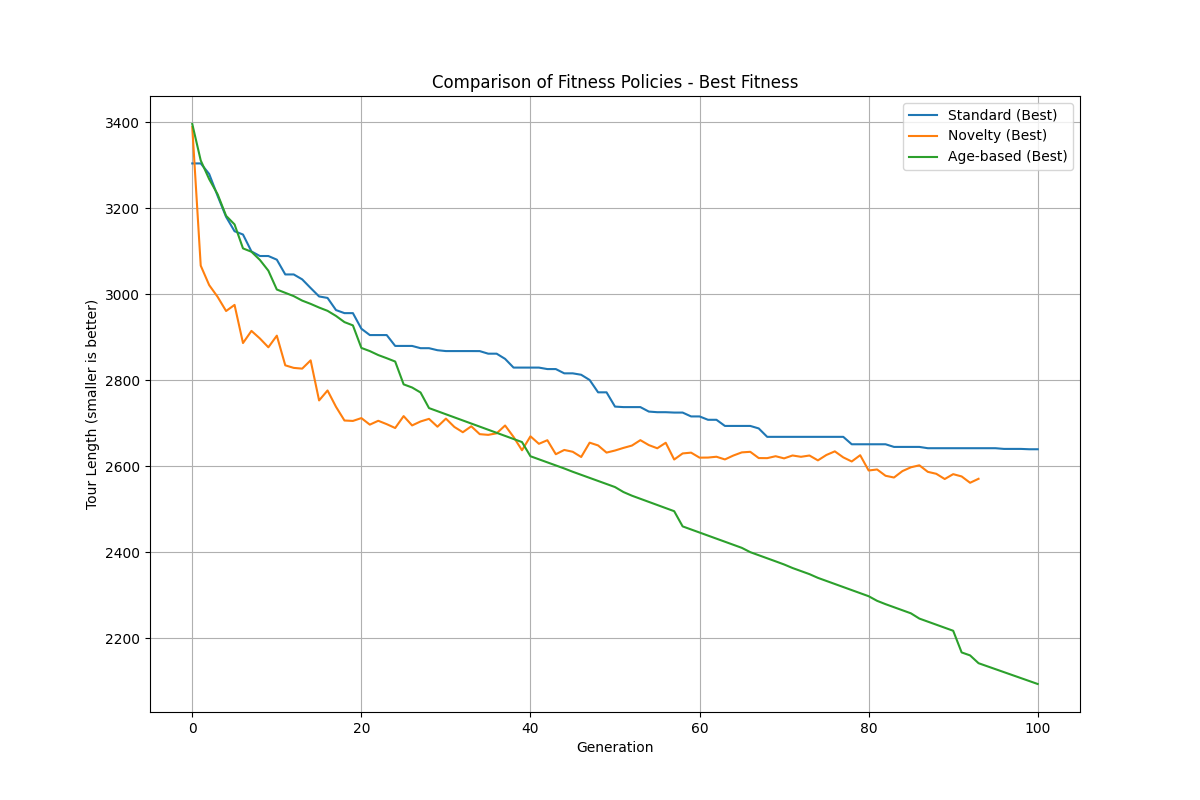 Comparison of Fitness Policies - Best Fitness
Standard (Best)
Novelty (Best)
Age-based (Best)
Tour Length (smaller is better)
3400
3200
3000
2800
2600
2400
2200
0 20 40 60 80 100
Generation